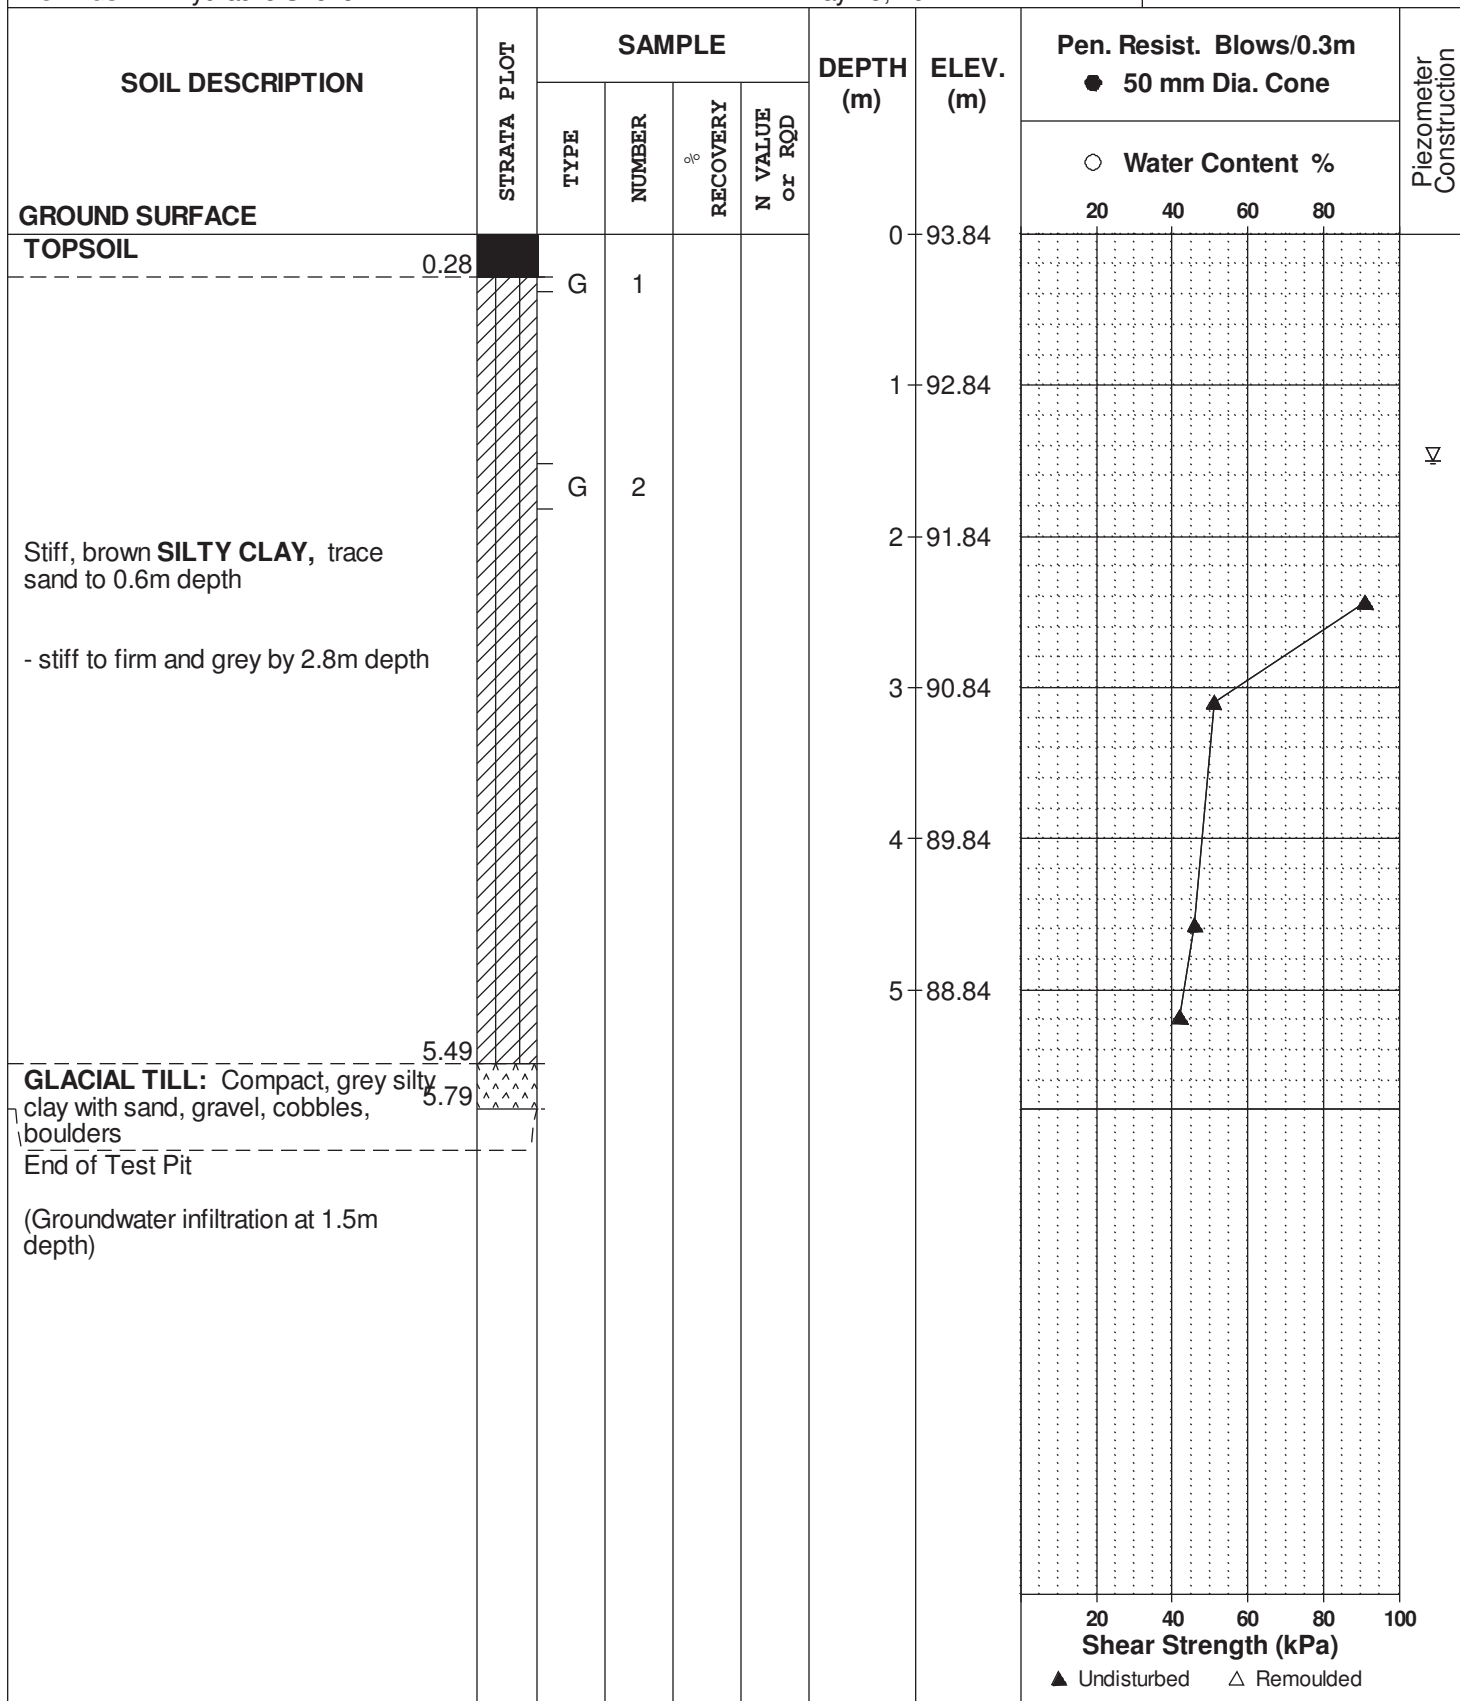 SOIL DESCRIPTION
GROUND SURFACE
STRATA PLOT
SAMPLE
TYPE
NUMBER
% RECOVERY
N VALUE
or RQD
DEPTH
(m)
ELEV.
(m)
Pen. Resist. Blows/0.3m
● 50 mm Dia. Cone
○ Water Content %
20 40 60 80
Piezometer
Construction
TOPSOIL
0.28
G 1
G 2
Stiff, brown SILTY CLAY, trace
sand to 0.6m depth
- stiff to firm and grey by 2.8m depth
5.49
GLACIAL TILL: Compact, grey silty
5.79
clay with sand, gravel, cobbles,
boulders
End of Test Pit
(Groundwater infiltration at 1.5m
depth)
0 93.84
1 92.84
2 91.84
3 90.84
4 89.84
5 88.84
20 40 60 80 100
Shear Strength (kPa)
▲ Undisturbed △ Remoulded